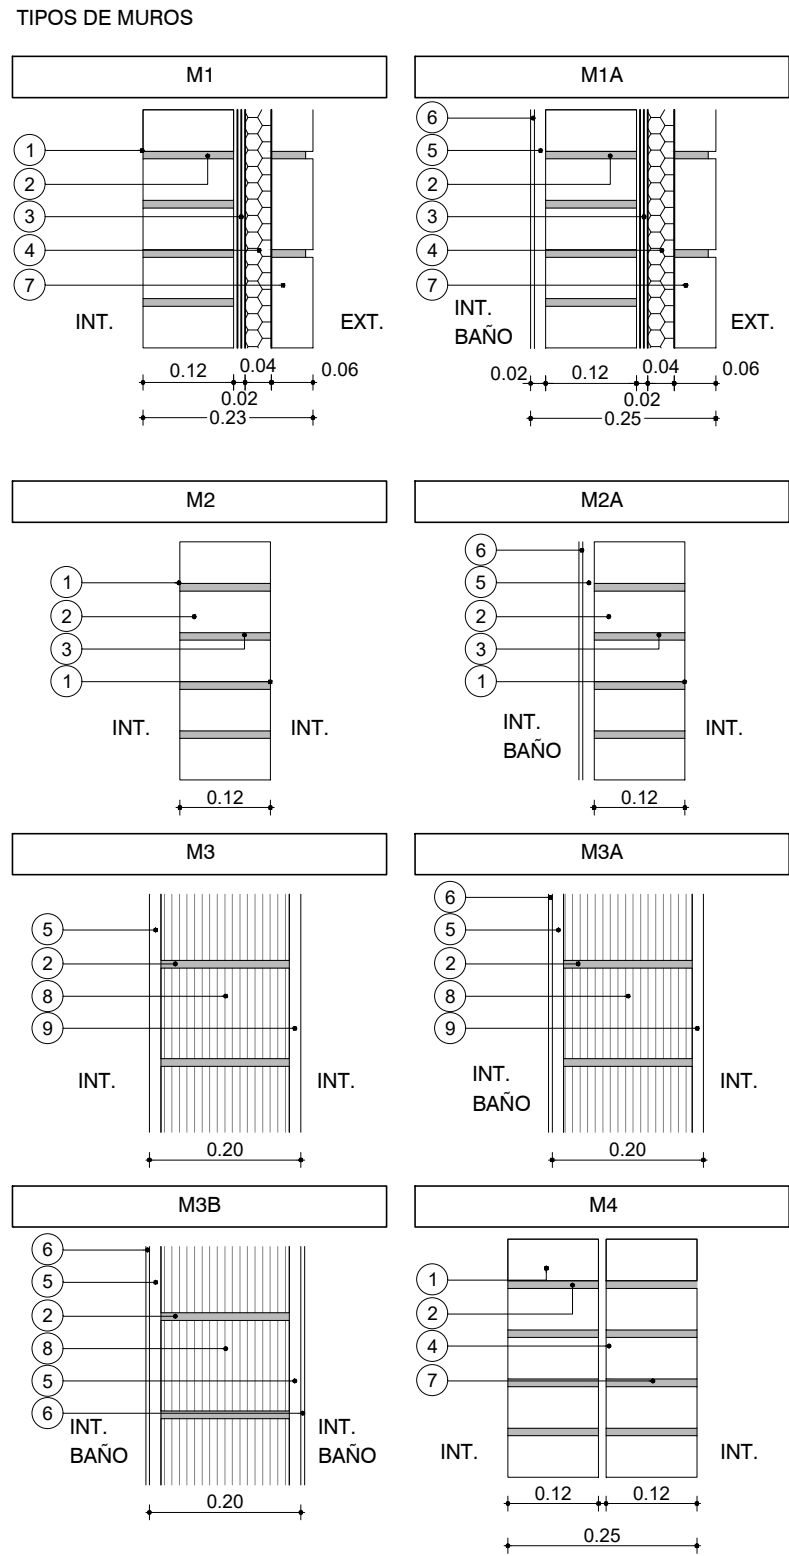 TIPOS DE MUROS
M1
1
2
3
4
7
INT.
EXT.
0.12
0.04
0.06
0.02
0.23
M1A
6
5
2
3
4
7
INT.
BAÑO
EXT.
0.02
0.12
0.04
0.06
0.02
0.25
M2
1
2
3
1
INT.
INT.
0.12
M2A
6
5
2
3
1
INT.
BAÑO
INT.
0.12
M3
5
2
8
9
INT.
INT.
0.20
M3A
6
5
2
8
9
INT.
BAÑO
INT.
0.20
M3B
6
5
2
8
5
6
INT.
BAÑO
INT.
BAÑO
0.20
M4
1
2
4
7
INT.
INT.
0.12
0.12
0.25